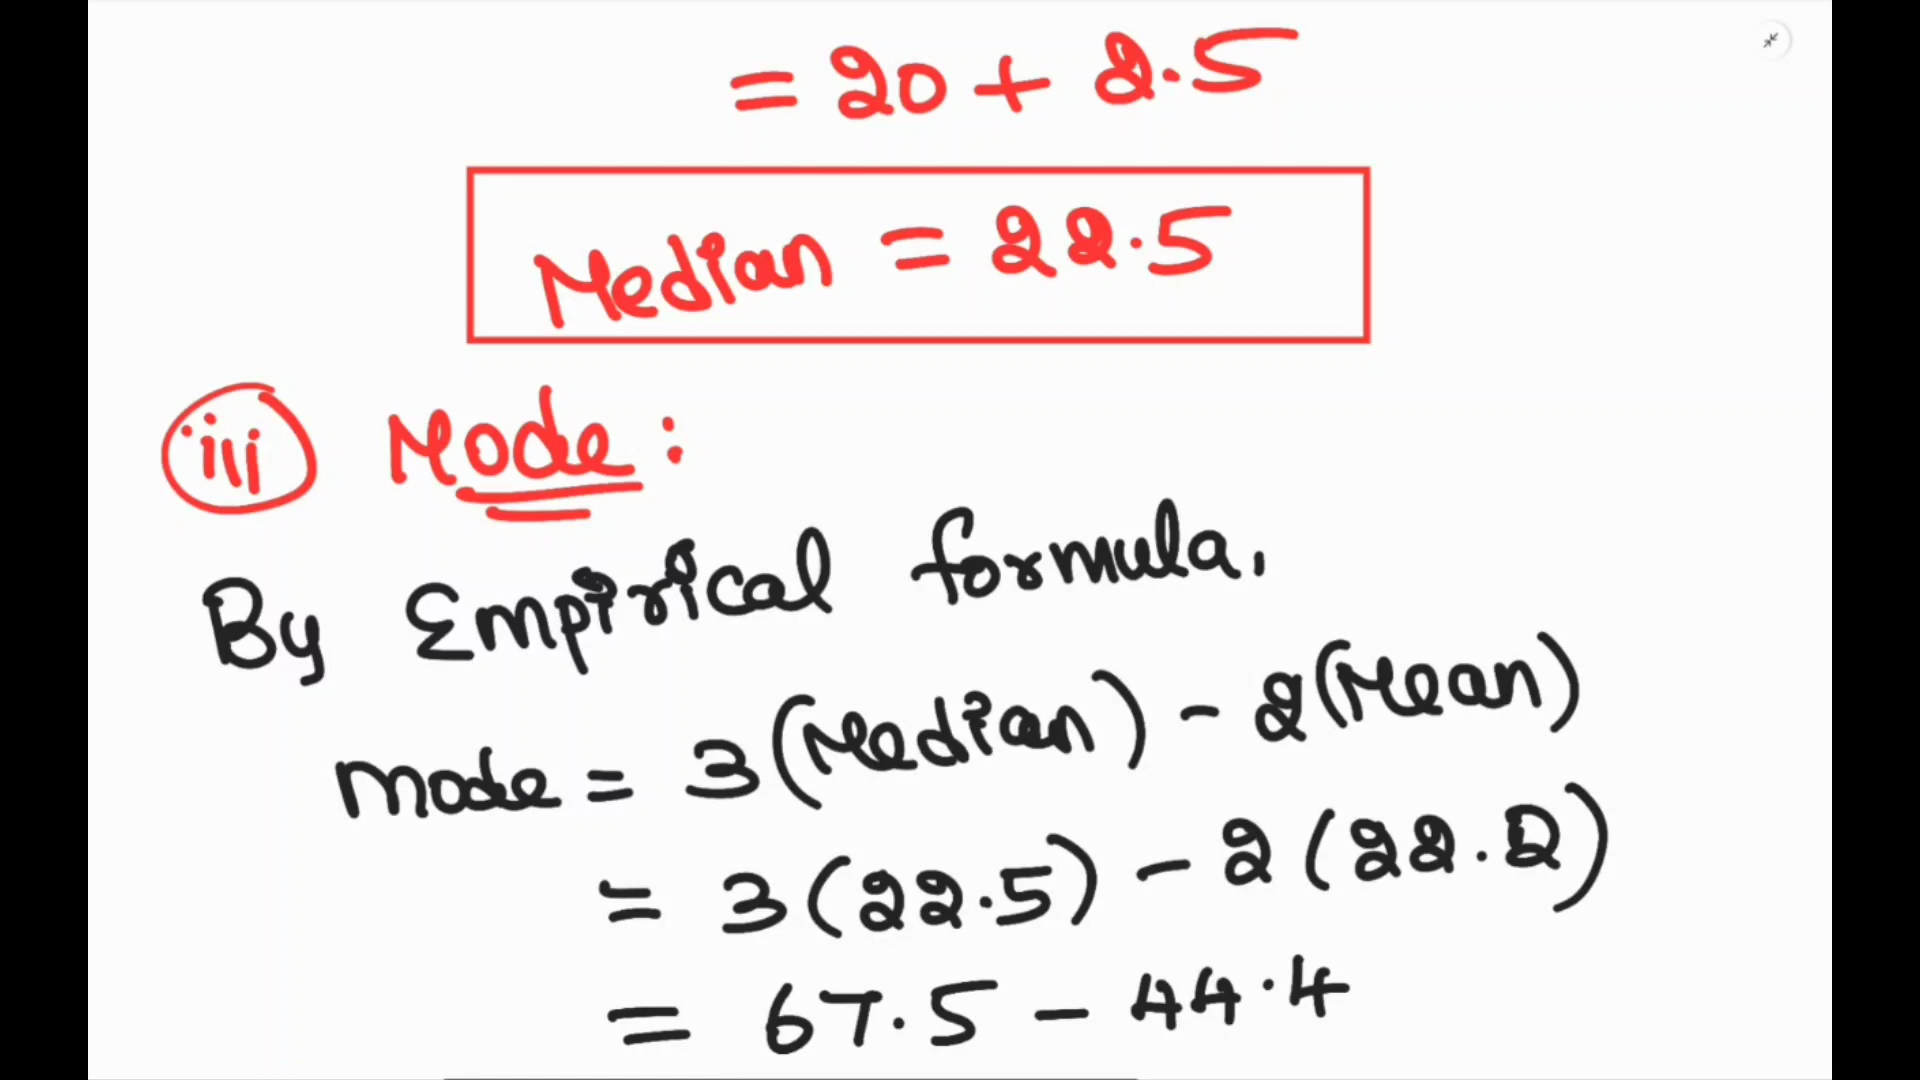 = 20 + 2.5
Median = 22.5
iii Mode:
By Empirical formula,
Mode = 3(Median) - 2(Mean)
= 3(22.5) - 2(22.2)
= 67.5 - 44.4